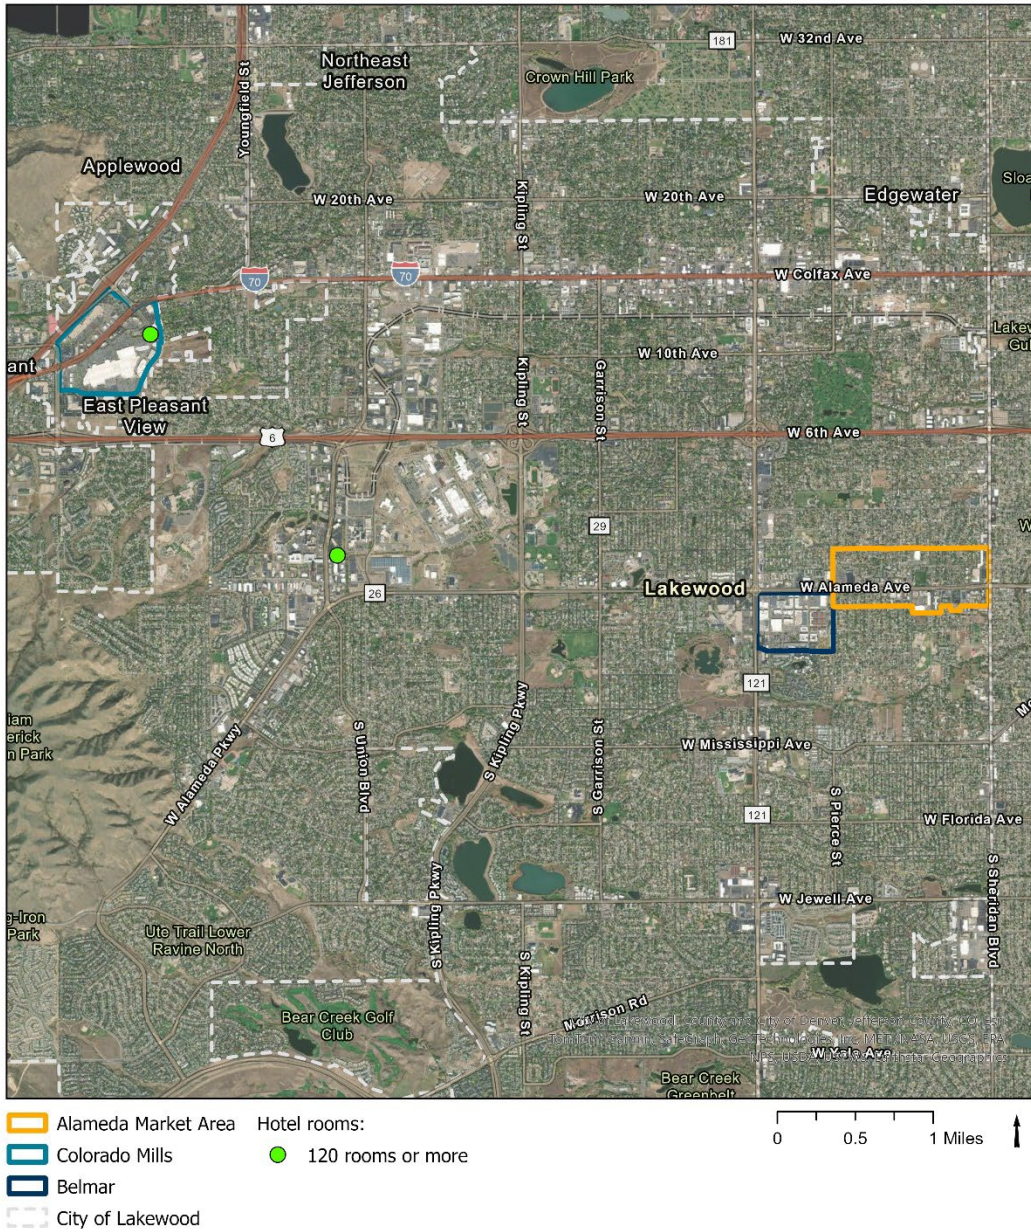 W 32nd Ave
181
Northeast
Jefferson
Crown Hill Park
Youngfield St
Applewood
Kipling St
W 20th Ave
W 20th Ave
Edgewater
Sloa
70
70
W Colfax Ave
Lakew
Gul
W 10th Ave
ant
Kipling St
Garrison St
East Pleasant
View
6
W 6th Ave
29
W
26
Lakewood
W Alameda Ave
121
iam
erick
n Park
W Alameda Pkwy
S Union Blvd
S Kipling Pkwy
S Garrison St
W Mississippi Ave
121
S Pierce St
W Florida Ave
S Sheridan Blvd
S Kipling Pkwy
W Jewell Ave
g-Iron
Park
Ute Trail Lower
Ravine North
S Kipling St
Bear Creek Golf
Club
Morrison Rd
W Yale Ave
Bear Creek
Greenbelt
Alameda Market Area
Colorado Mills
Belmar
City of Lakewood
Hotel rooms:
120 rooms or more
0 0.5 1 Miles